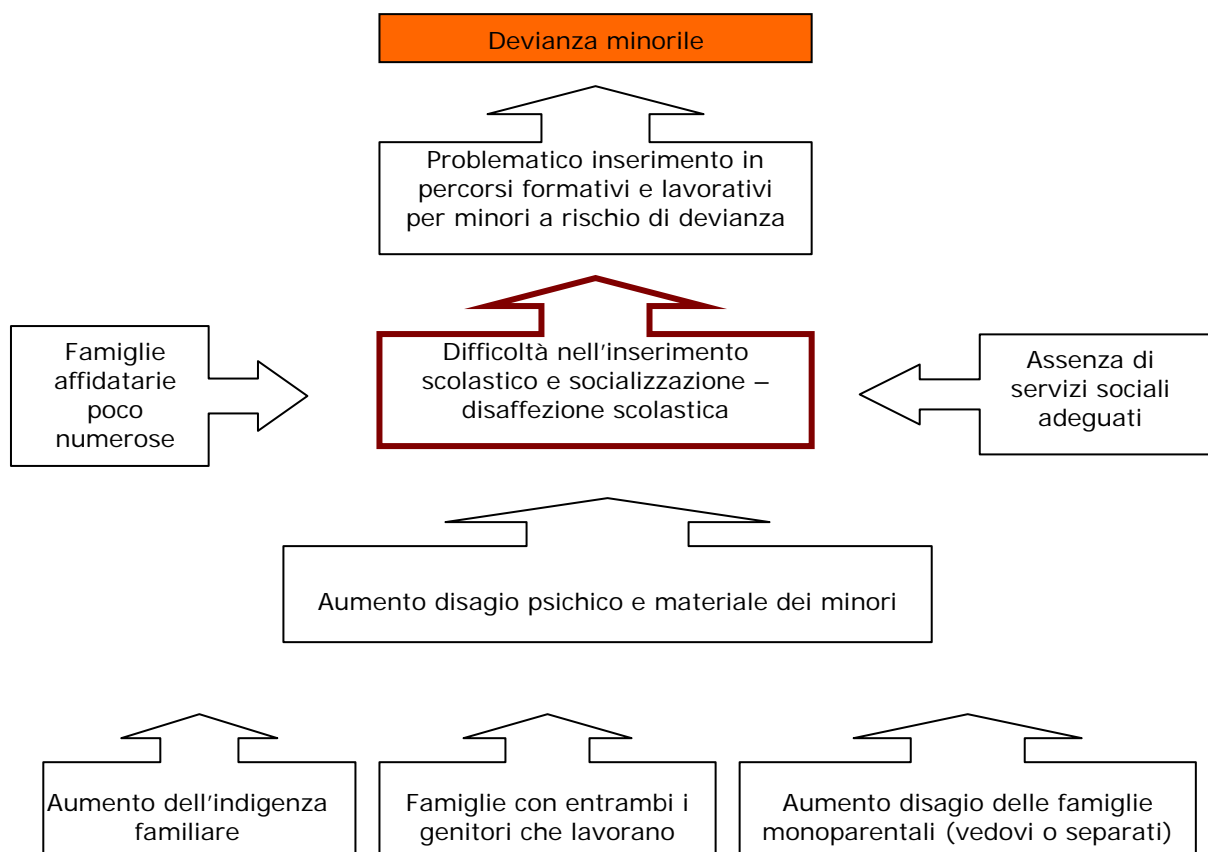 Devianza minorile
Problematico inserimento in
percorsi formativi e lavorativi
per minori a rischio di devianza
Famiglie
affidatarie
poco
numerose
Difficoltà nell'inserimento
scolastico e socializzazione –
disaffezione scolastica
Assenza di
servizi sociali
adeguati
Aumento disagio psichico e materiale dei minori
Aumento dell'indigenza
familiare
Famiglie con entrambi i
genitori che lavorano
Aumento disagio delle famiglie
monoparentali (vedovi o separati)